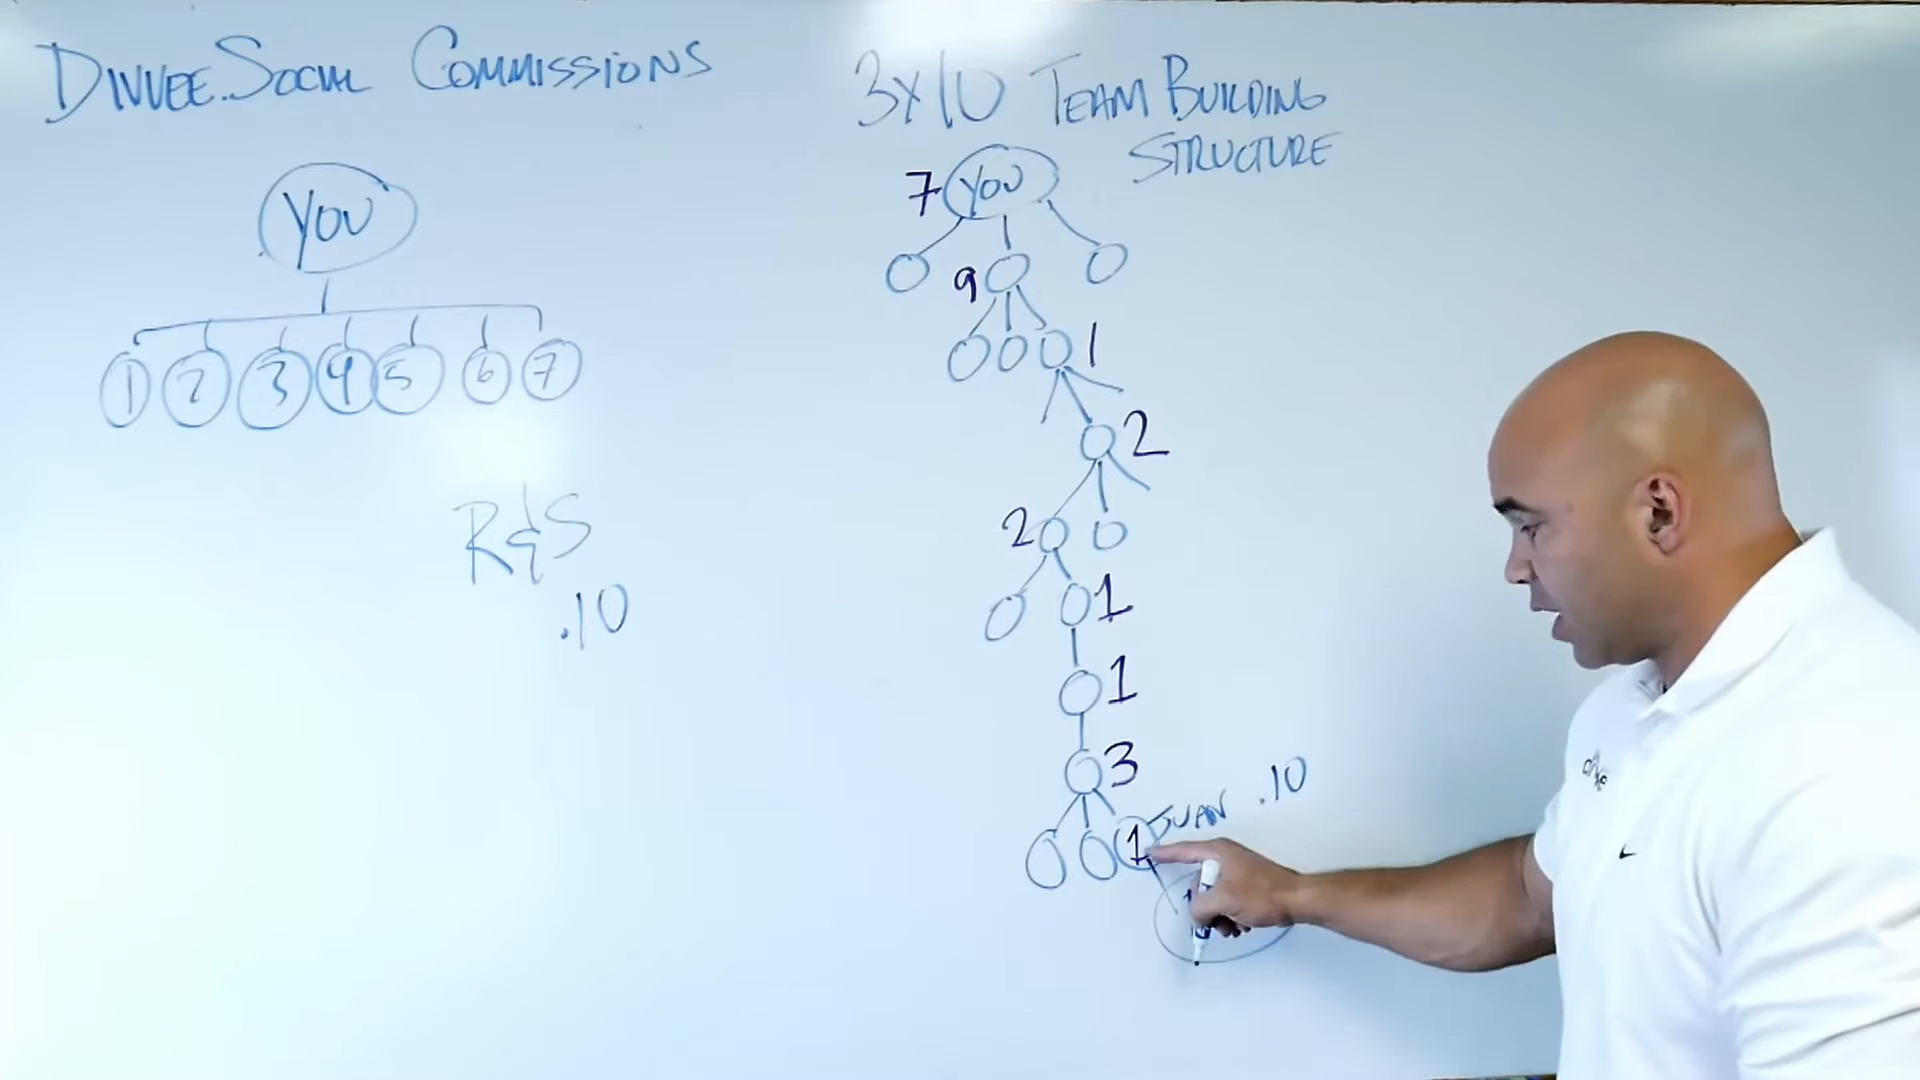 DIVVEE.SOCIAL COMMISSIONS
YOU
1 2 3 4 5 6 7
R&S
.10
3x10 TEAM BUILDING
STRUCTURE
7 YOU
9
1
2
2
1
1
3
JUAN .10
1